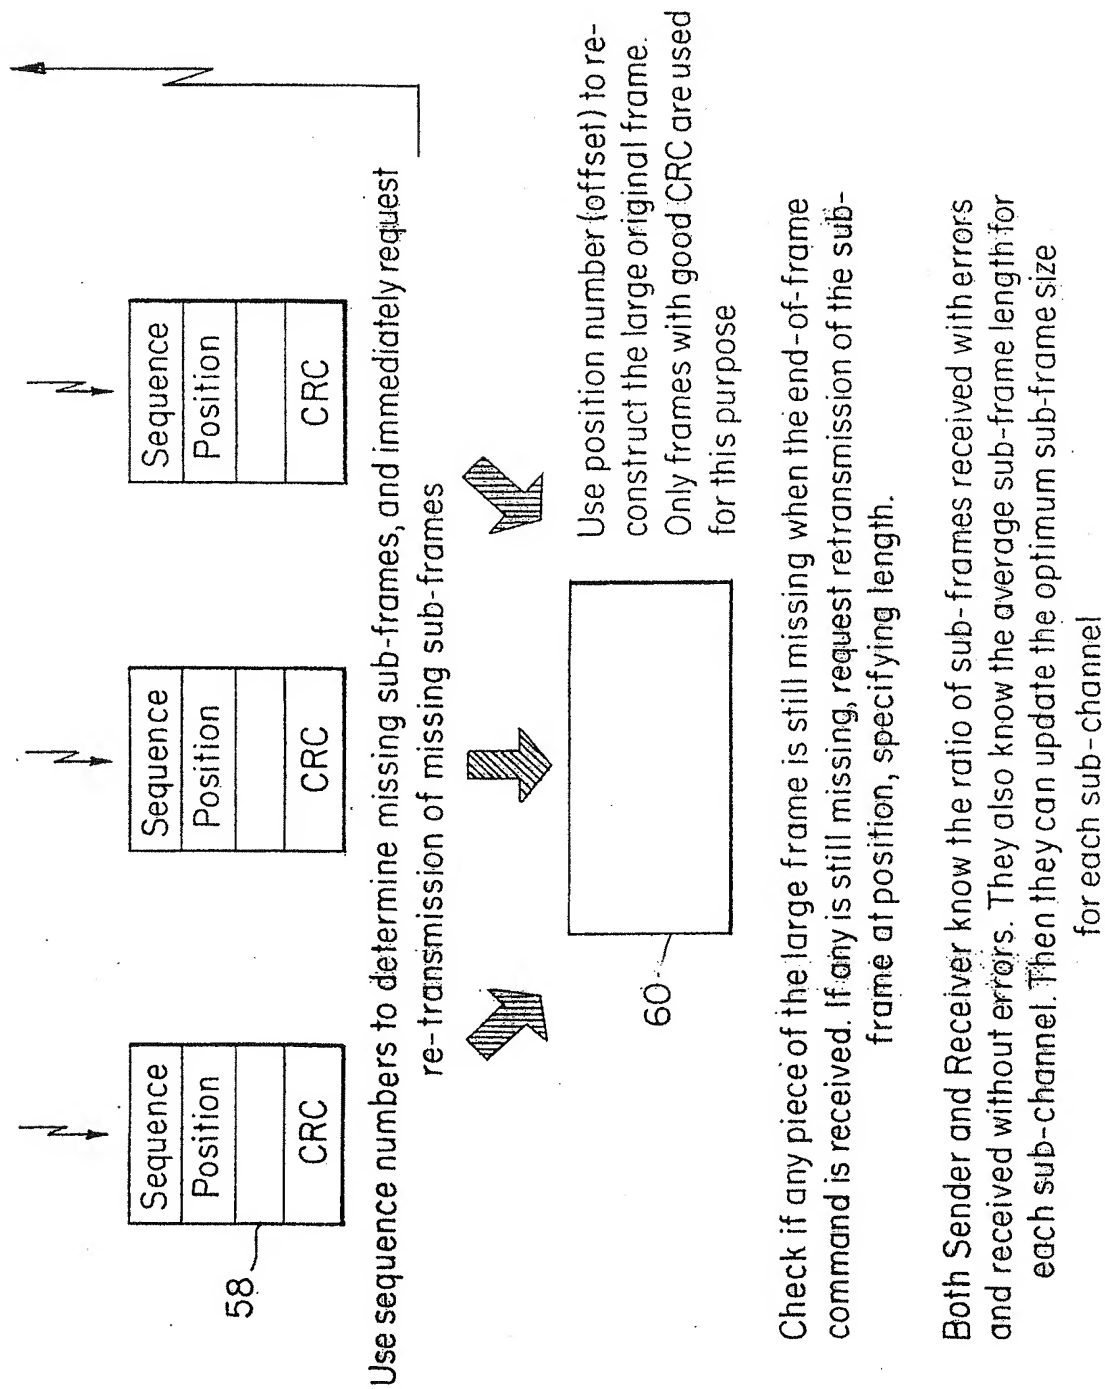 Sequence
Position
CRC
58
Sequence
Position
CRC
Sequence
Position
CRC
Use sequence numbers to determine missing sub-frames, and immediately request
re-transmission of missing sub-frames
Use position number (offset) to re-
construct the large original frame.
Only frames with good CRC are used
for this purpose
60
Check if any piece of the large frame is still missing when the end-of-frame
command is received. If any is still missing, request retransmission of the sub-
frame at position, specifying length.
Both Sender and Receiver know the ratio of sub-frames received with errors
and received without errors. They also know the average sub-frame length for
each sub-channel. Then they can update the optimum sub-frame size
for each sub-channel